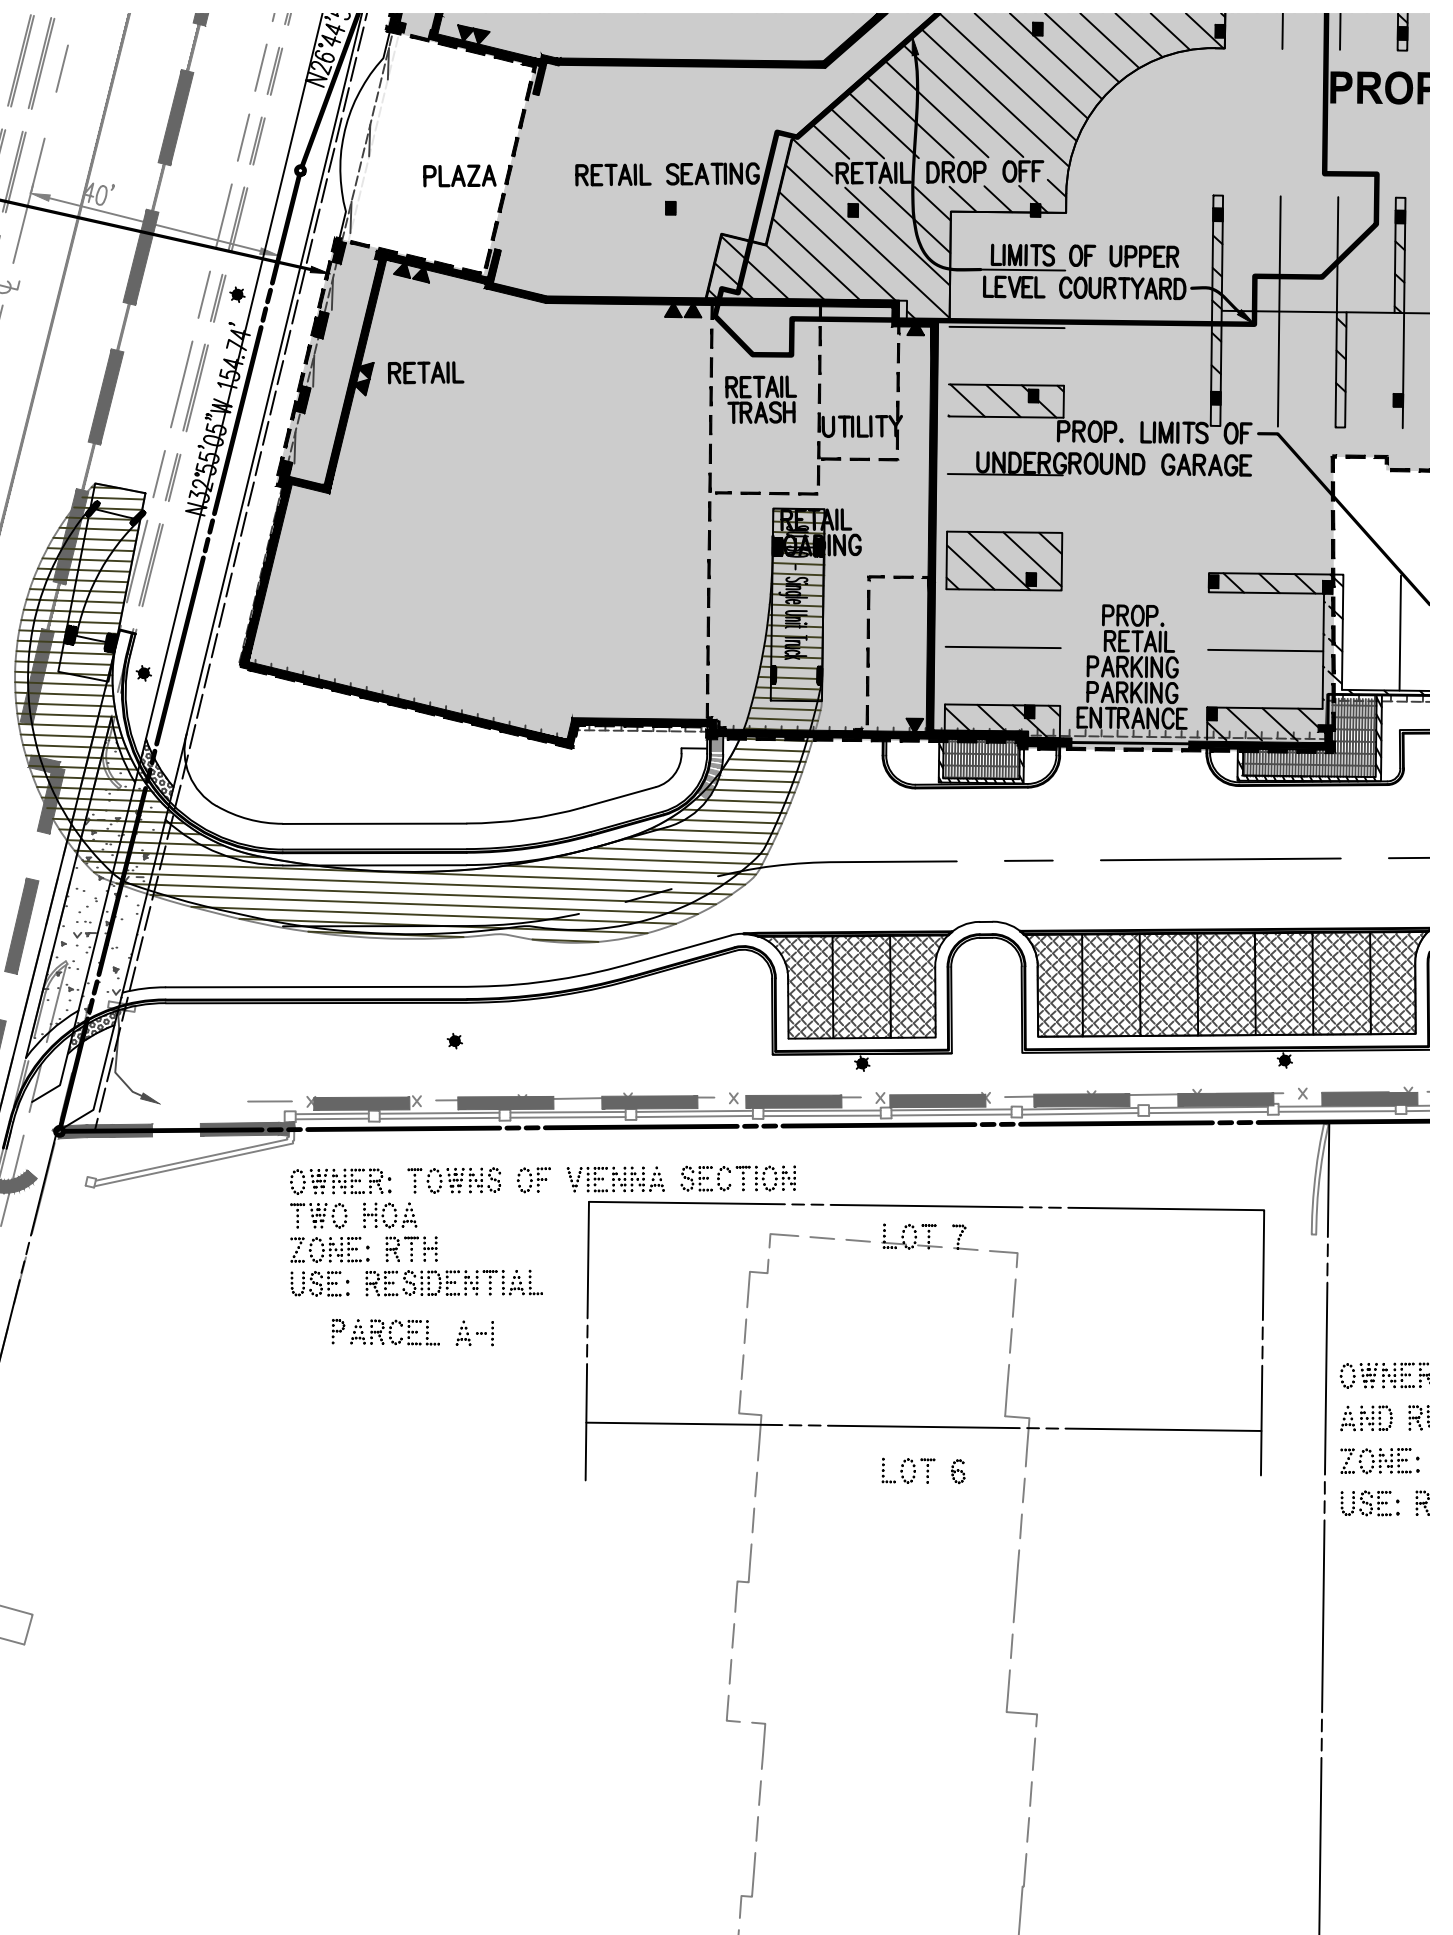 N26°44'
PROP
PLAZA
RETAIL SEATING
RETAIL DROP OFF
40'
LIMITS OF UPPER
LEVEL COURTYARD
N32°55'05"W 154.74'
RETAIL
RETAIL
TRASH
UTILITY
PROP. LIMITS OF
UNDERGROUND GARAGE
RETAIL
LOADING
Single Unit Truck
PROP.
RETAIL
PARKING
PARKING
ENTRANCE
OWNER: TOWNS OF VIENNA SECTION
TWO HOA
ZONE: RTH
USE: RESIDENTIAL
PARCEL A-1
LOT 7
LOT 6
OWNER
AND RU
ZONE:
USE: R